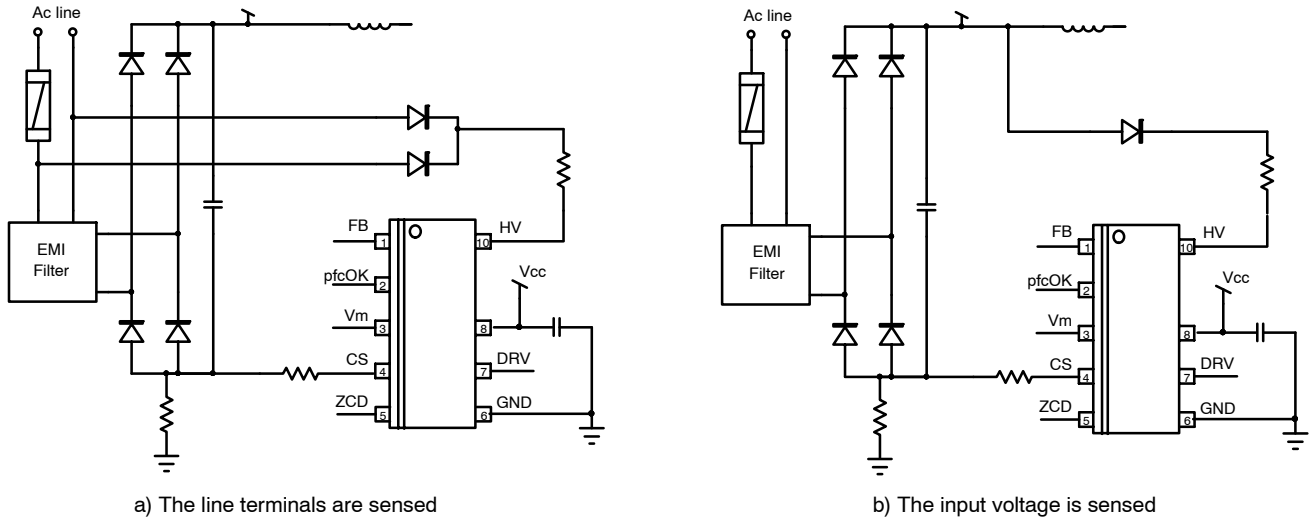 Ac line
EMI
Filter
FB
pfcOK
Vm
CS
ZCD
1
2
3
4
5
10
8
7
6
HV
Vcc
DRV
GND
a) The line terminals are sensed
Ac line
EMI
Filter
FB
pfcOK
Vm
CS
ZCD
1
2
3
4
5
10
8
7
6
HV
Vcc
DRV
GND
b) The input voltage is sensed